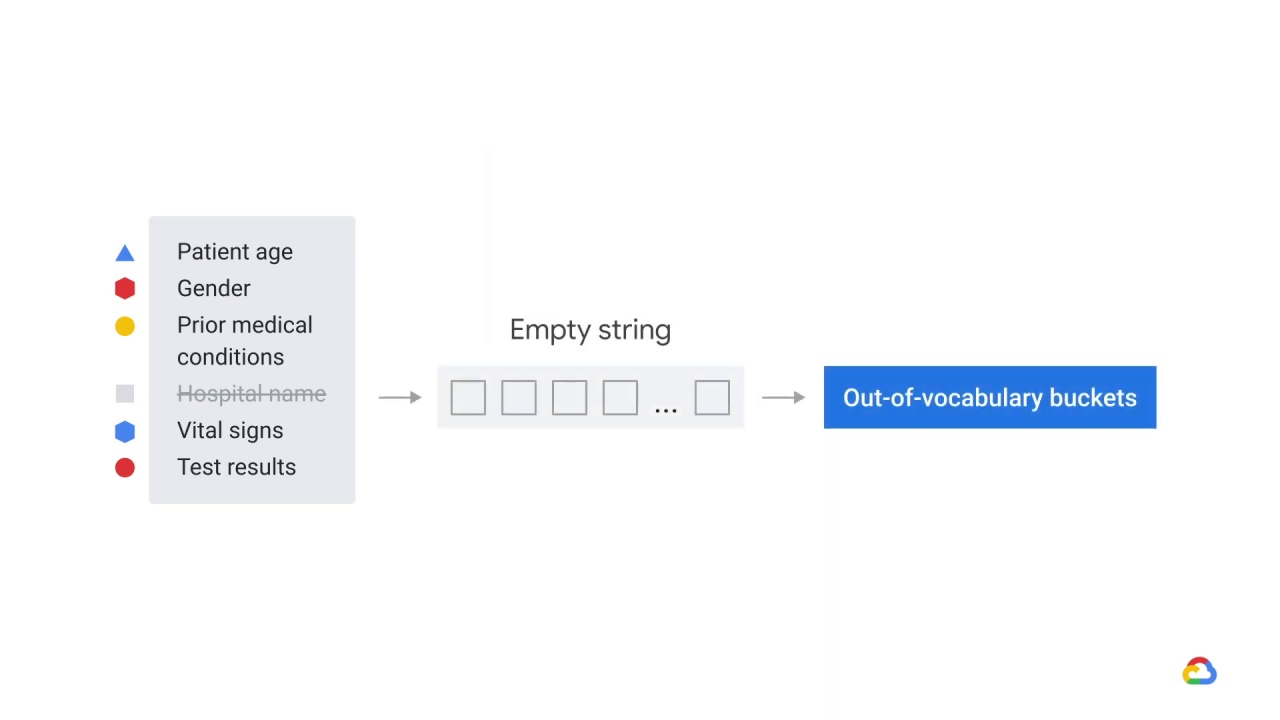 Patient age
Gender
Prior medical
conditions
Hospital name
Vital signs
Test results
Empty string
...
Out-of-vocabulary buckets